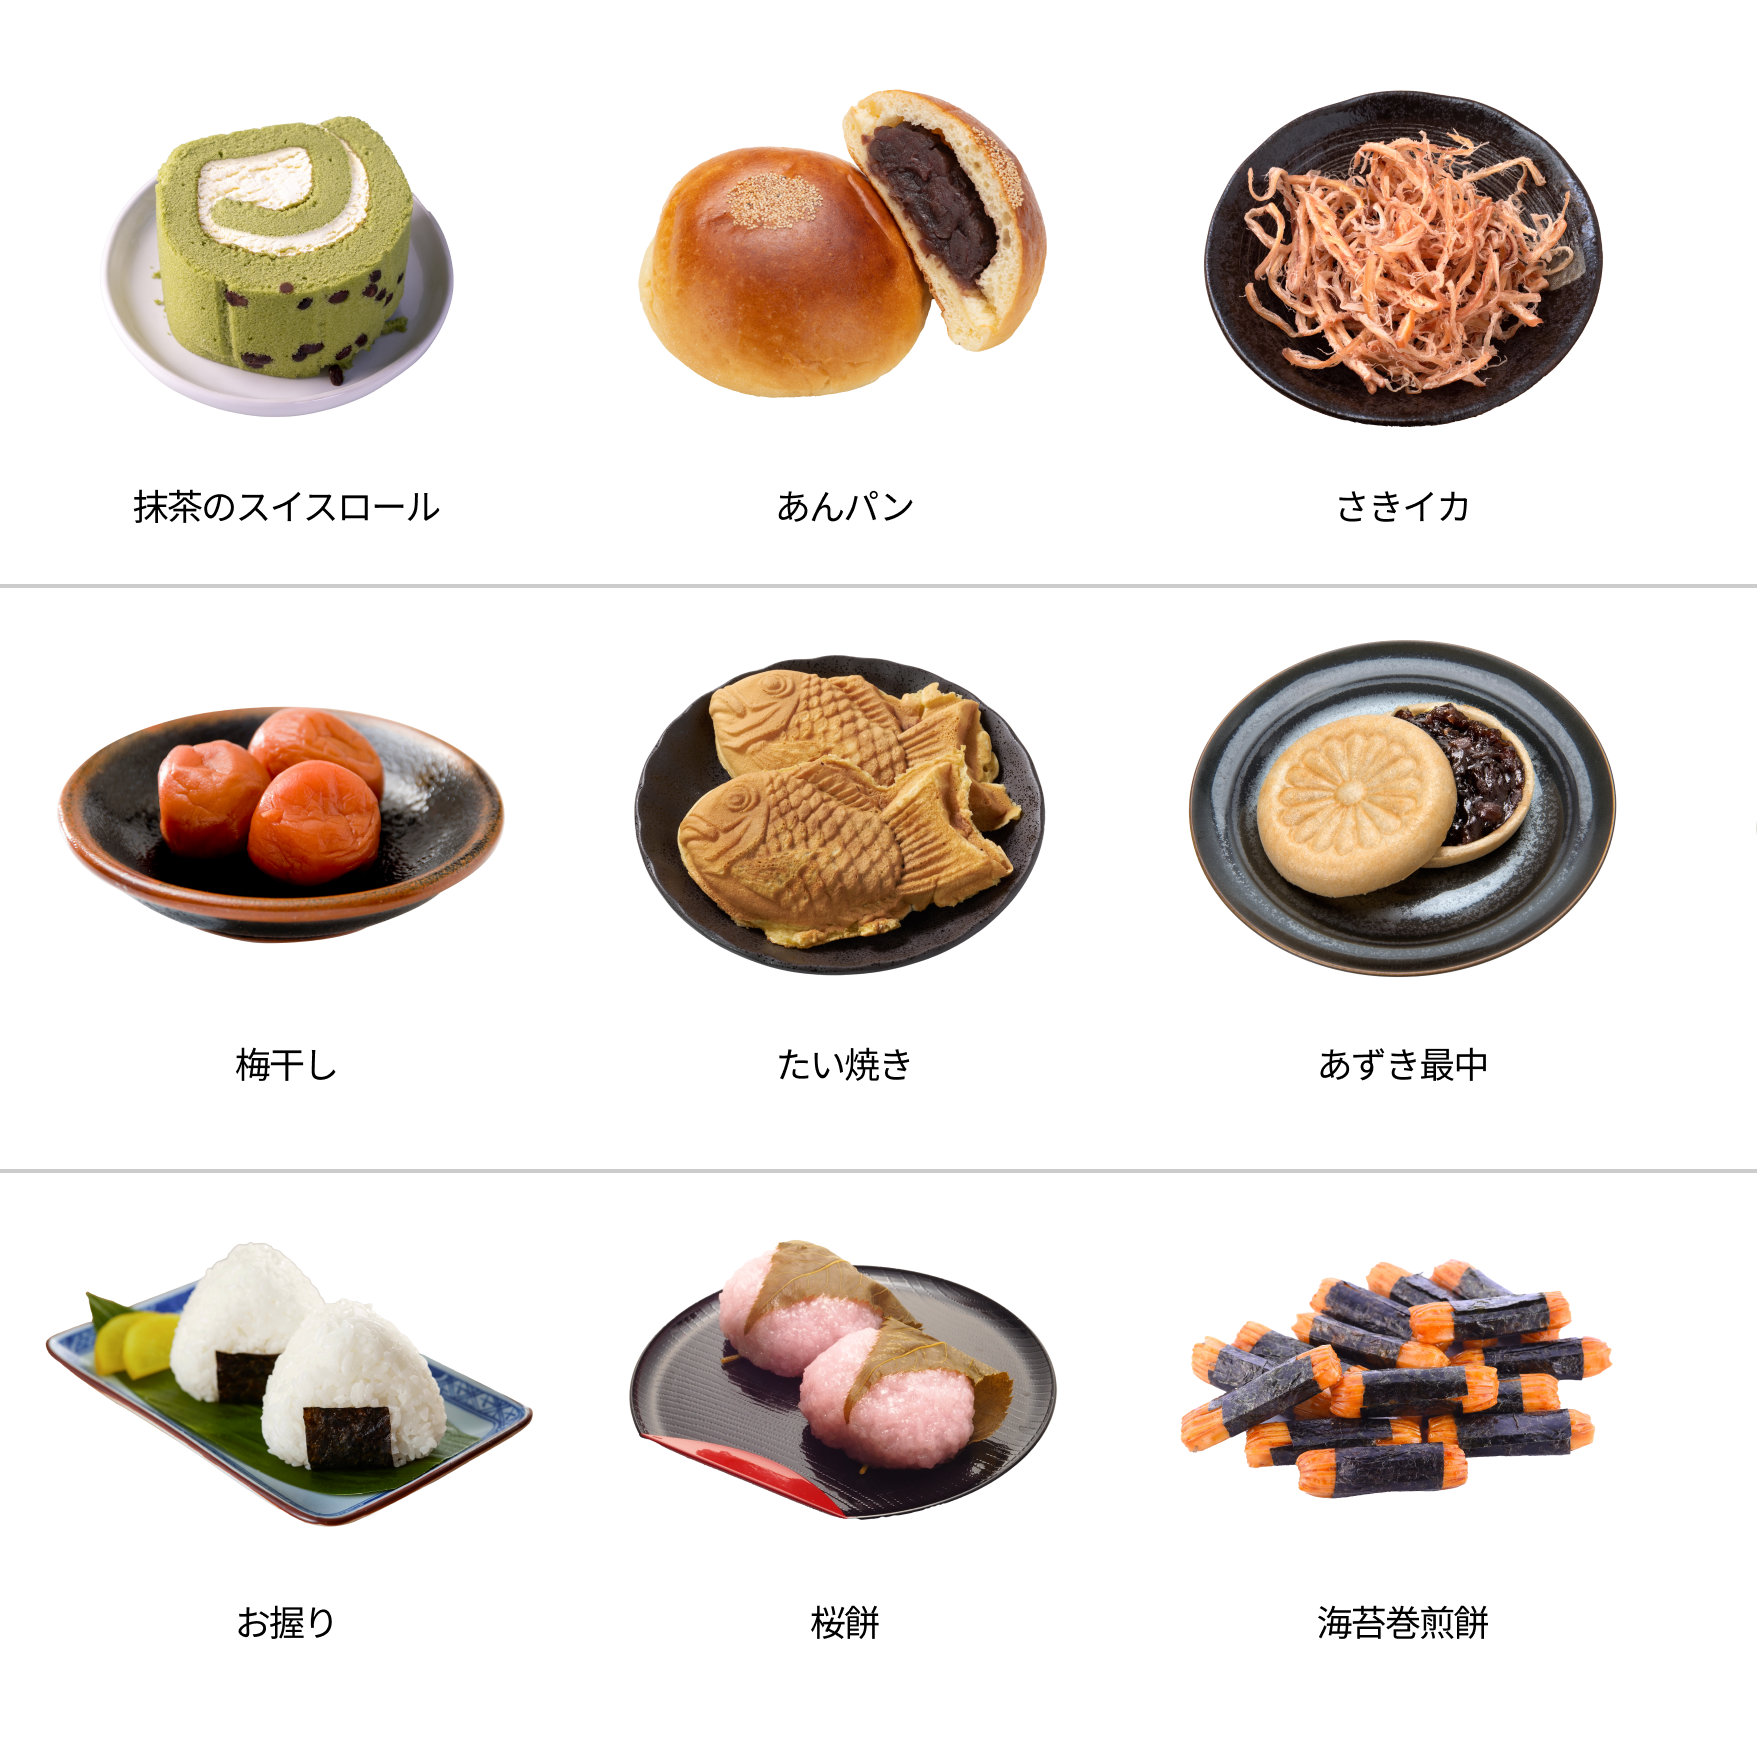 抹茶のスイスロール
あんパン
さきイカ
梅干し
たい焼き
あずき最中
お握り
桜餅
海苔巻煎餅